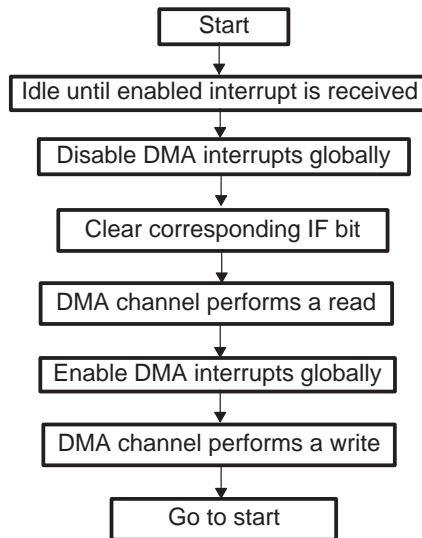 Start
Idle until enabled interrupt is received
Disable DMA interrupts globally
Clear corresponding IF bit
DMA channel performs a read
Enable DMA interrupts globally
DMA channel performs a write
Go to start